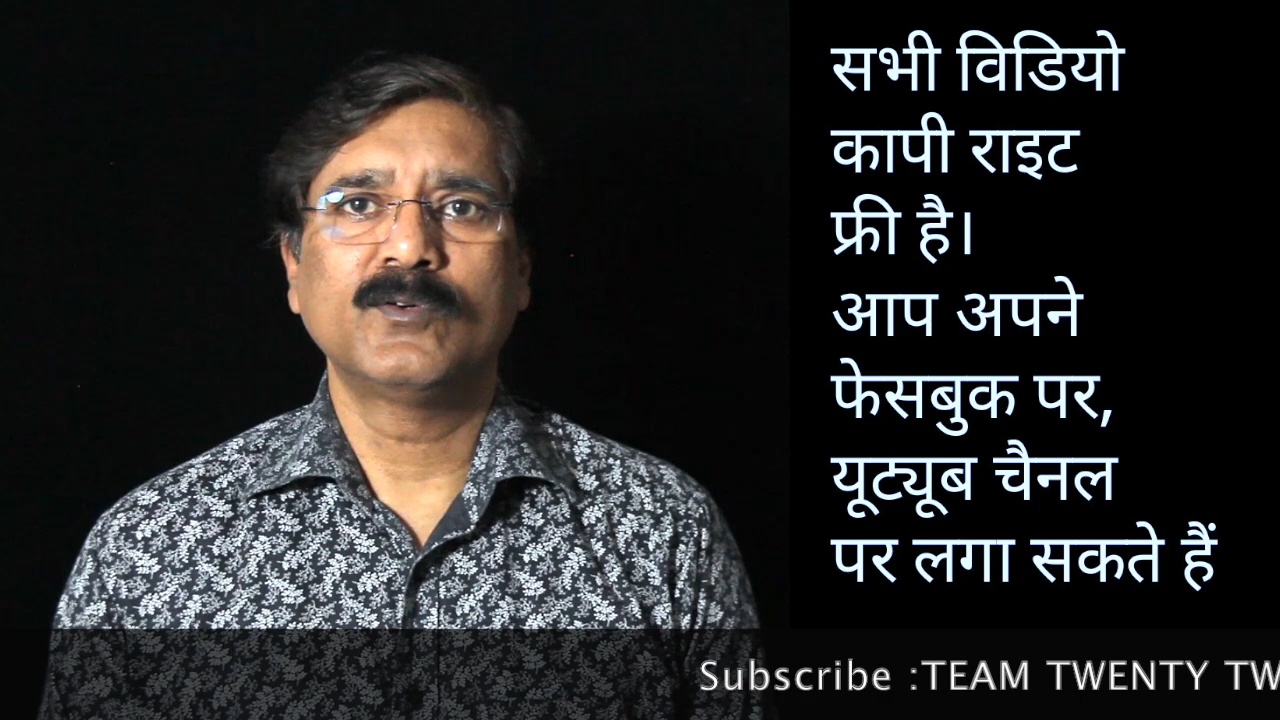 सभी विडियो
कापी राइट
फ्री है।
आप अपने
फेसबुक पर,
यूट्यूब चैनल
पर लगा सकते हैं
Subscribe :TEAM TWENTY